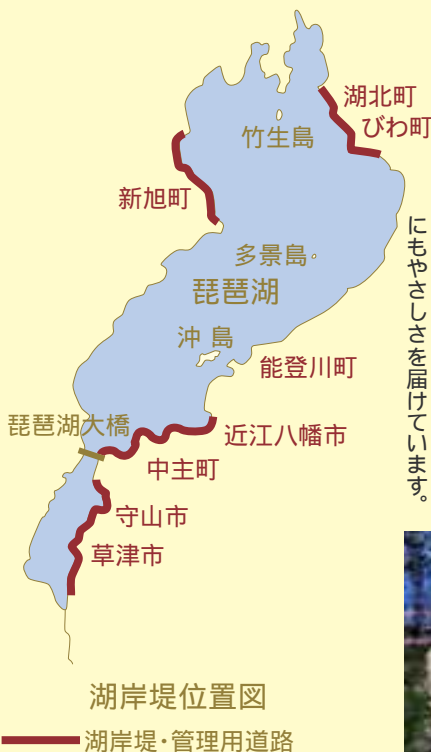 湖北町
びわ町
竹生島
新旭町
多景島
琵琶湖
沖 島
能登川町
琵琶湖大橋
近江八幡市
中主町
守山市
草津市
湖岸堤位置図
湖岸堤・管理用道路
にもやさしさを届けています。